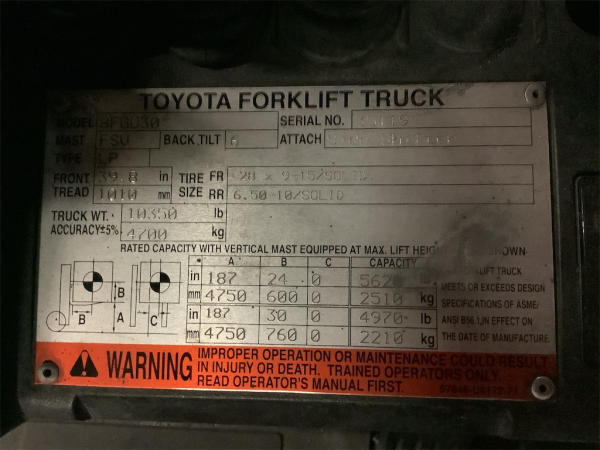 TOYOTA FORKLIFT TRUCK
MODEL 8FGU30 SERIAL NO.
MAST FSV BACK TILT 6 ATTACH
TYPE LP
FRONT TREAD 39.8 in 1010 mm
TIRE SIZE FR 28 x 9-15/SOLID
RR 6.50-10/SOLID
TRUCK WT. 10350 lb
ACCURACY±5% 4700 kg
RATED CAPACITY WITH VERTICAL MAST EQUIPPED AT MAX. LIFT SHOWN
A B C CAPACITY
in 187 24 0
mm 4750 600 0 2510 kg
in 187 30 0 4970 lb
mm 4750 760 0 2210 kg
B A B C
TRUCK
MEETS OR EXCEEDS DESIGN
SPECIFICATIONS OF ASME/
ANSI B56.1,IN EFFECT ON
THE DATE OF MANUFACTURE.
WARNING
IMPROPER OPERATION OR MAINTENANCE COULD RESULT
IN INJURY OR DEATH. TRAINED OPERATORS ONLY.
READ OPERATOR'S MANUAL FIRST.